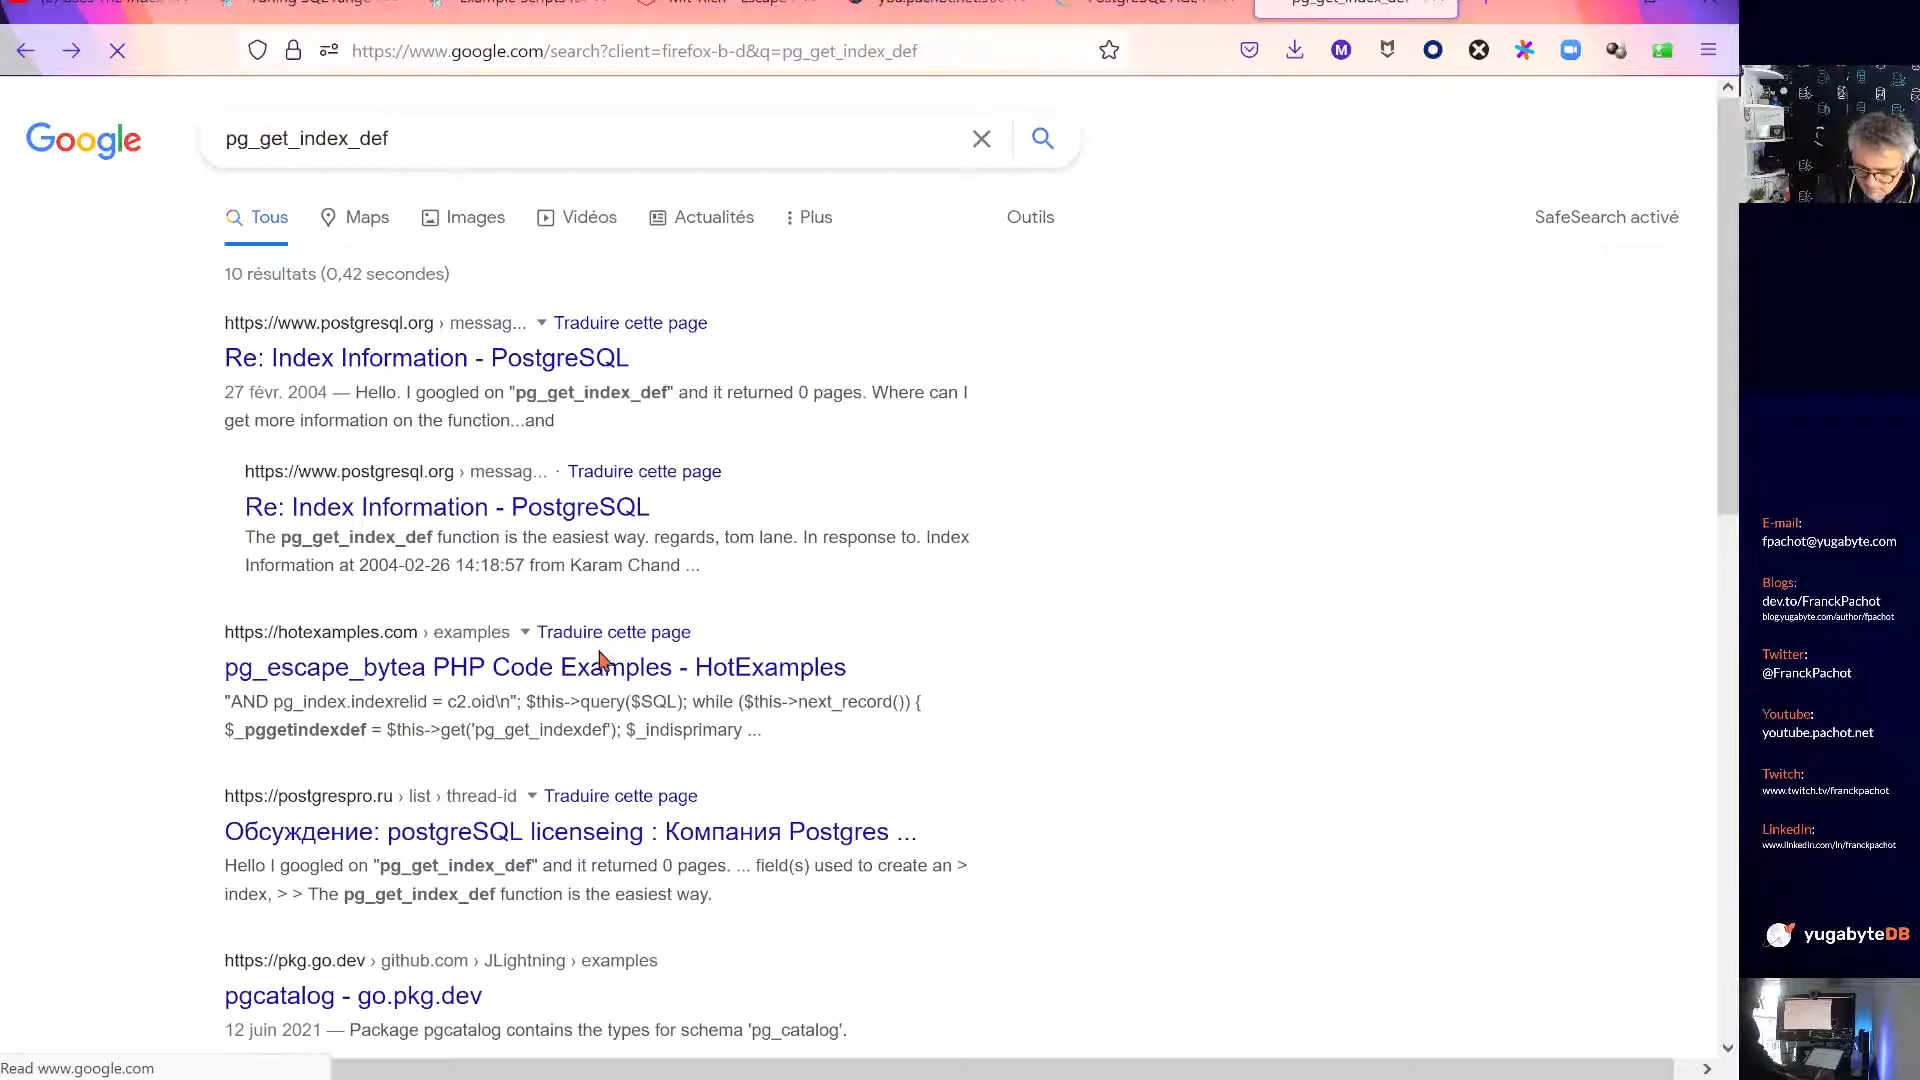 https://www.google.com/search?client=firefox-b-d&q=pg_get_index_def
Google
pg_get_index_def
Tous
Maps
Images
Vidéos
Actualités
Plus
Outils
SafeSearch activé
10 résultats (0,42 secondes)
https://www.postgresql.org › messag... Traduire cette page
Re: Index Information - PostgreSQL
27 févr. 2004 — Hello. I googled on "pg_get_index_def" and it returned 0 pages. Where can I
get more information on the function...and
https://www.postgresql.org › messag... · Traduire cette page
Re: Index Information - PostgreSQL
The pg_get_index_def function is the easiest way. regards, tom lane. In response to. Index
Information at 2004-02-26 14:18:57 from Karam Chand ...
https://hotexamples.com › examples Traduire cette page
pg_escape_bytea PHP Code Examples - HotExamples
"AND pg_index.indexrelid = c2.oid\n"; $this->query($SQL); while ($this->next_record()) {
$_pggetindexdef = $this->get('pg_get_indexdef'); $_indisprimary ...
https://postgrespro.ru › list › thread-id Traduire cette page
Обсуждение: postgreSQL licenseing : Компания Postgres ...
Hello I googled on "pg_get_index_def" and it returned 0 pages. ... field(s) used to create an >
index, > > The pg_get_index_def function is the easiest way.
https://pkg.go.dev › github.com › JLightning › examples
pgcatalog - go.pkg.dev
12 juin 2021 — Package pgcatalog contains the types for schema 'pg_catalog'.
Read www.google.com
E-mail:
fpachot@yugabyte.com
Blogs:
dev.to/FranckPachot
blog.yugabyte.com/author/fpachot
Twitter:
@FranckPachot
Youtube:
youtube.pachot.net
Twitch:
www.twitch.tv/franckpachot
LinkedIn:
www.linkedin.com/in/franckpachot
yugabyteDB